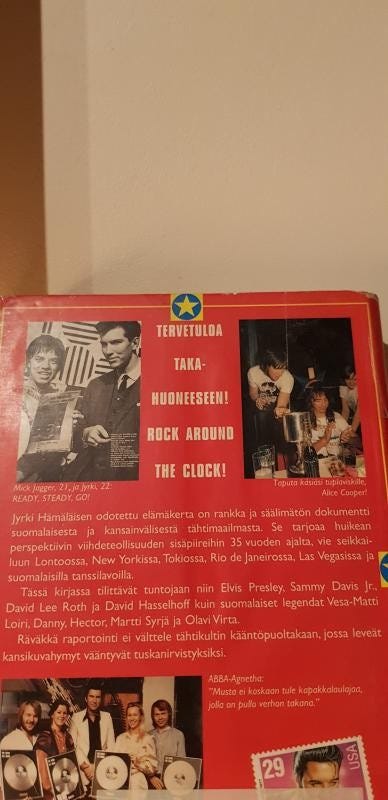 TERVETULOA
TAKA-
HUONEESEEN!
ROCK AROUND
THE CLOCK!
Mick Jagger, 21, ja Jyrki, 22:
READY, STEADY, GO!
Taputa käsiäsi tuplaviskille,
Alice Cooper!
Jyrki Hämäläisen odotettu elämäkerta on rankka ja säälimätön dokumentti
suomalaisesta ja kansainvälisestä tähtimaailmasta. Se tarjoaa huikean
perspektiivin viihdeteollisuuden sisäpiireihin 35 vuoden ajalta, vie seikkai-
luun Lontoossa, New Yorkissa, Tokiossa, Rio de Janeirossa, Las Vegasissa ja
suomalaisilla tanssilavoilla.
Tässä kirjassa tilittävät tuntojaan niin Elvis Presley, Sammy Davis Jr.,
David Lee Roth ja David Hasselhoff kuin suomalaiset legendat Vesa-Matti
Loiri, Danny, Hector, Martti Syrjä ja Olavi Virta.
Räväkkä raportointi ei välttele tähtikultin kääntöpuoltakaan, jossa leveät
kansikuvahymyt vääntyvät tuskanirvistyksiksi.
ABBA-Agnetha:
"Musta ei koskaan tule kapakkalaulajaa,
jolla on pullo verhon takana."
29
USA